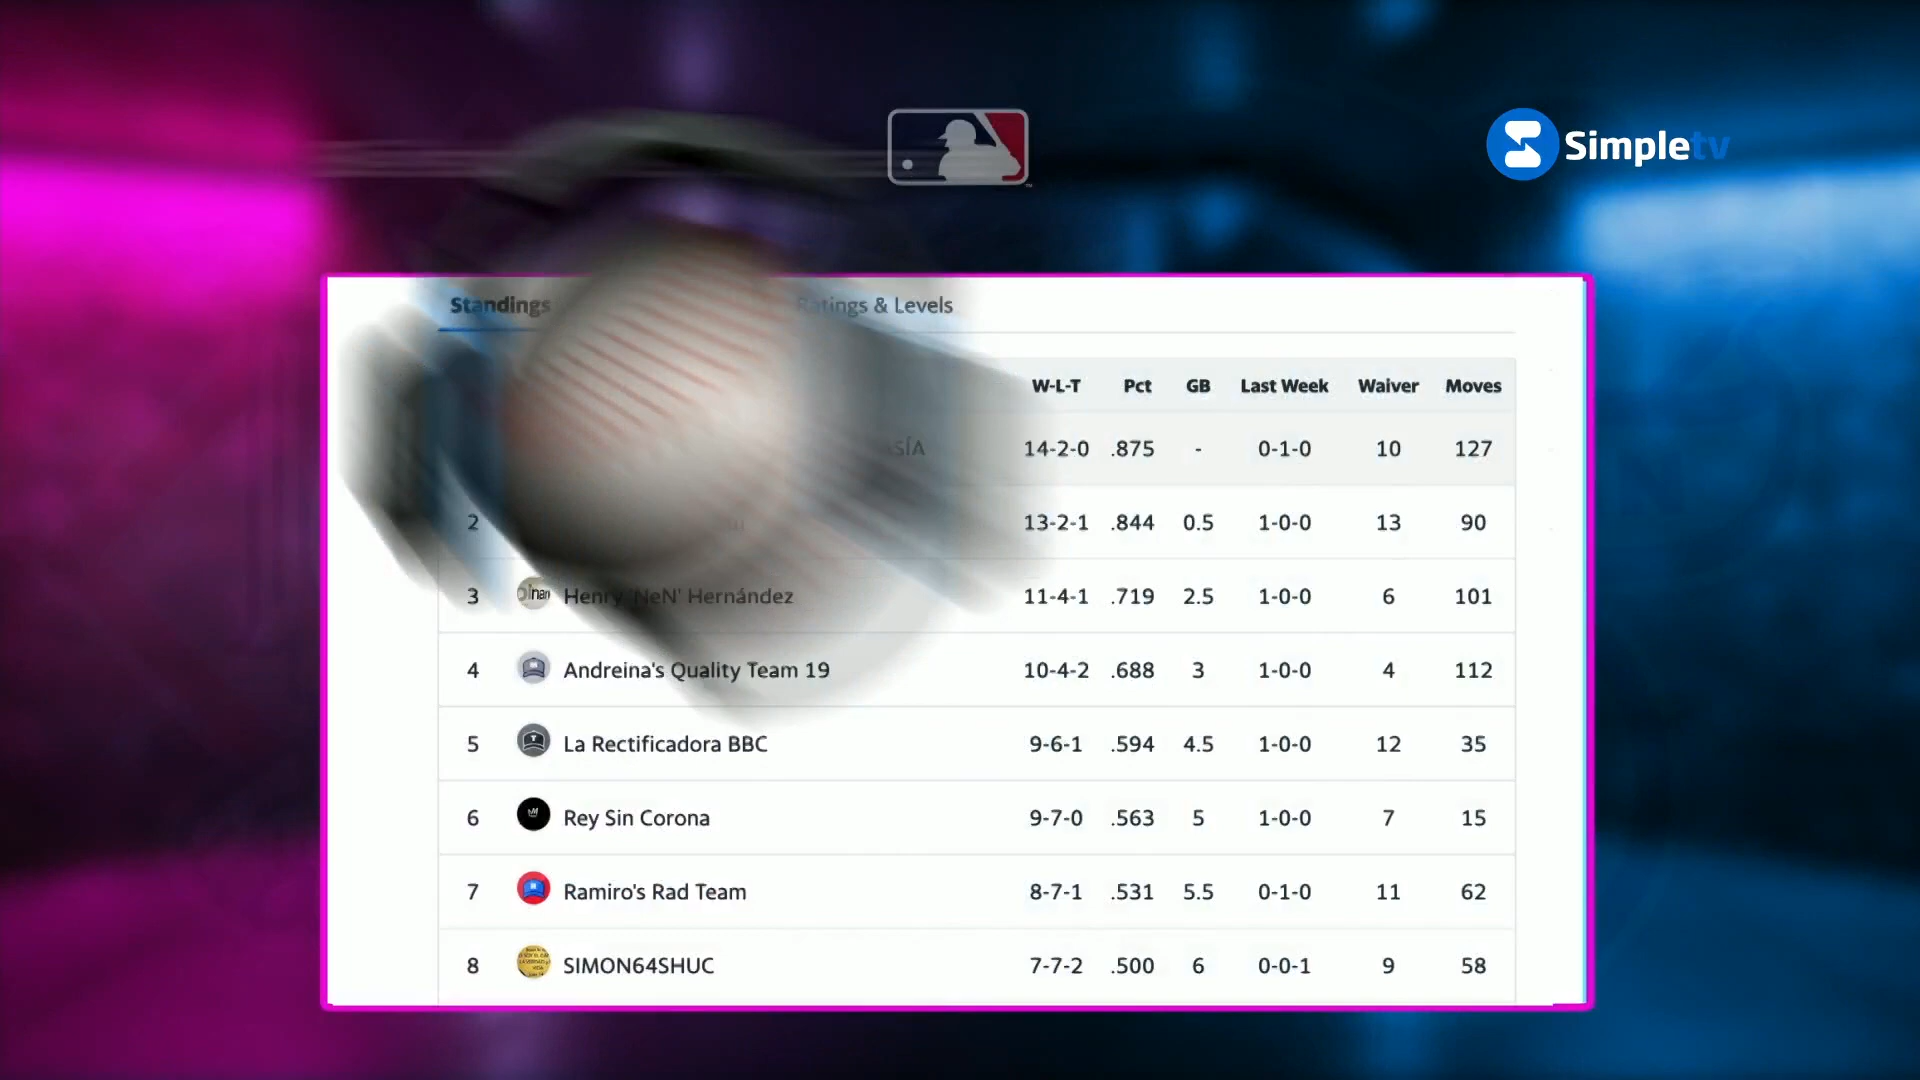 Simpletv
Standings Ratings & Levels
W-L-T Pct GB Last Week Waiver Moves
14-2-0 .875 - 0-1-0 10 127
2 13-2-1 .844 0.5 1-0-0 13 90
3 Henry 'NeN' Hernández 11-4-1 .719 2.5 1-0-0 6 101
4 Andreina's Quality Team 19 10-4-2 .688 3 1-0-0 4 112
5 La Rectificadora BBC 9-6-1 .594 4.5 1-0-0 12 35
6 Rey Sin Corona 9-7-0 .563 5 1-0-0 7 15
7 Ramiro's Rad Team 8-7-1 .531 5.5 0-1-0 11 62
8 SIMON64SHUC 7-7-2 .500 6 0-0-1 9 58